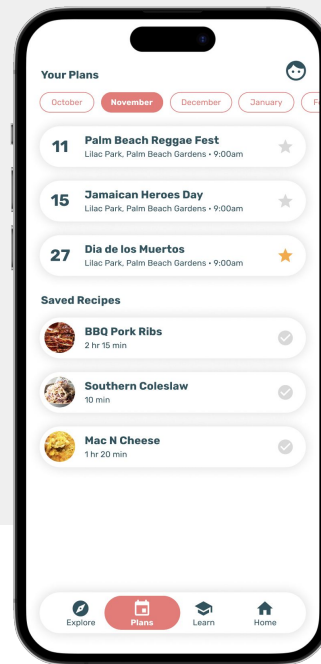 Your Plans
October November December January F
11 Palm Beach Reggae Fest
Lilac Park, Palm Beach Gardens • 9:00am
15 Jamaican Heroes Day
Lilac Park, Palm Beach Gardens • 9:00am
27 Dia de los Muertos
Lilac Park, Palm Beach Gardens • 9:00am
Saved Recipes
BBQ Pork Ribs
2 hr 15 min
Southern Coleslaw
10 min
Mac N Cheese
1 hr 20 min
Explore Plans Learn Home